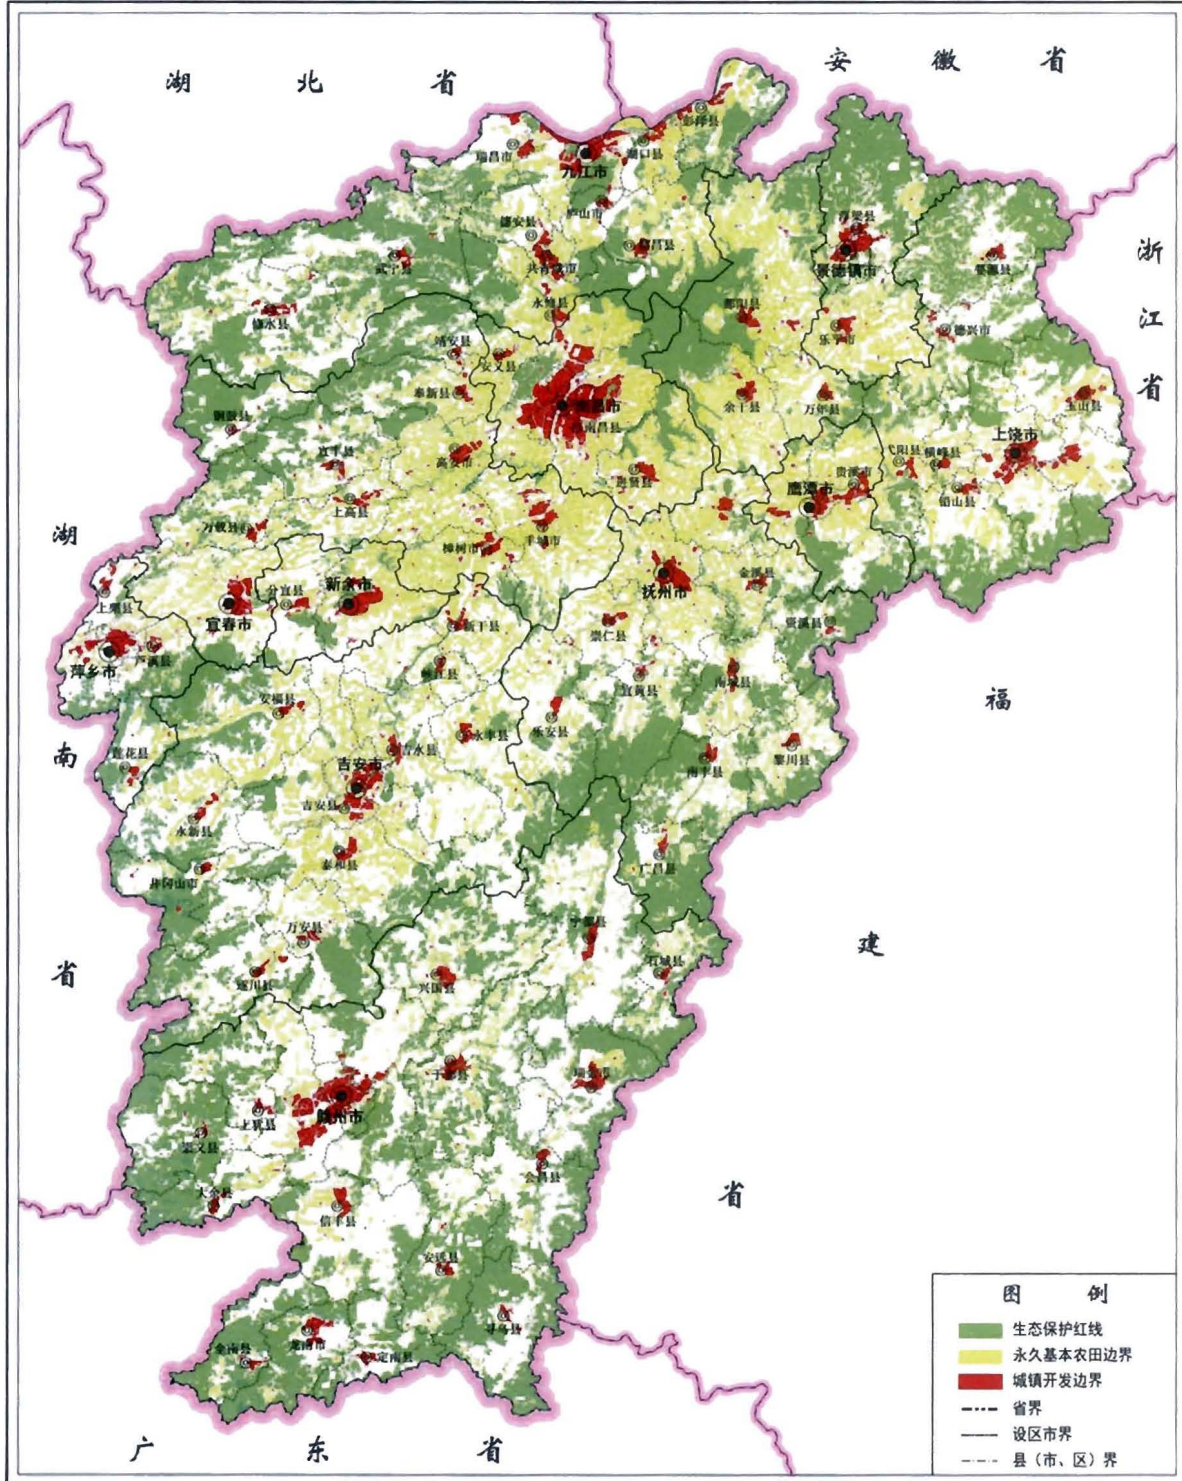 湖北省
安徽省
彭泽县
瑞昌市
湖口县
九江市
庐山市
浮梁县
德安县
都昌县
景德镇市
婺源县
浙江省
武宁县
共青城市
永修县
鄱阳县
修水县
乐平市
德兴市
靖安县
安义县
奉新县
余干县
万年县
玉山县
南昌市
南昌县
铜鼓县
上饶市
宜丰县
高安市
弋阳县
横峰县
进贤县
贵溪市
鹰潭市
铅山县
上高县
万载县
丰城市
樟树市
湖南省
上栗县
分宜县
新余市
抚州市
金溪县
宜春市
新干县
崇仁县
资溪县
萍乡市
芦溪县
峡江县
宜黄县
南城县
福建省
安福县
乐安县
永丰县
莲花县
吉水县
南丰县
黎川县
吉安市
吉安县
永新县
泰和县
广昌县
井冈山市
宁都县
万安县
石城县
遂川县
兴国县
于都县
瑞金市
上犹县
赣州市
崇义县
会昌县
大余县
信丰县
安远县
寻乌县
全南县
龙南市
定南县
广东省
图例
生态保护红线
永久基本农田边界
城镇开发边界
省界
设区市界
县（市、区）界